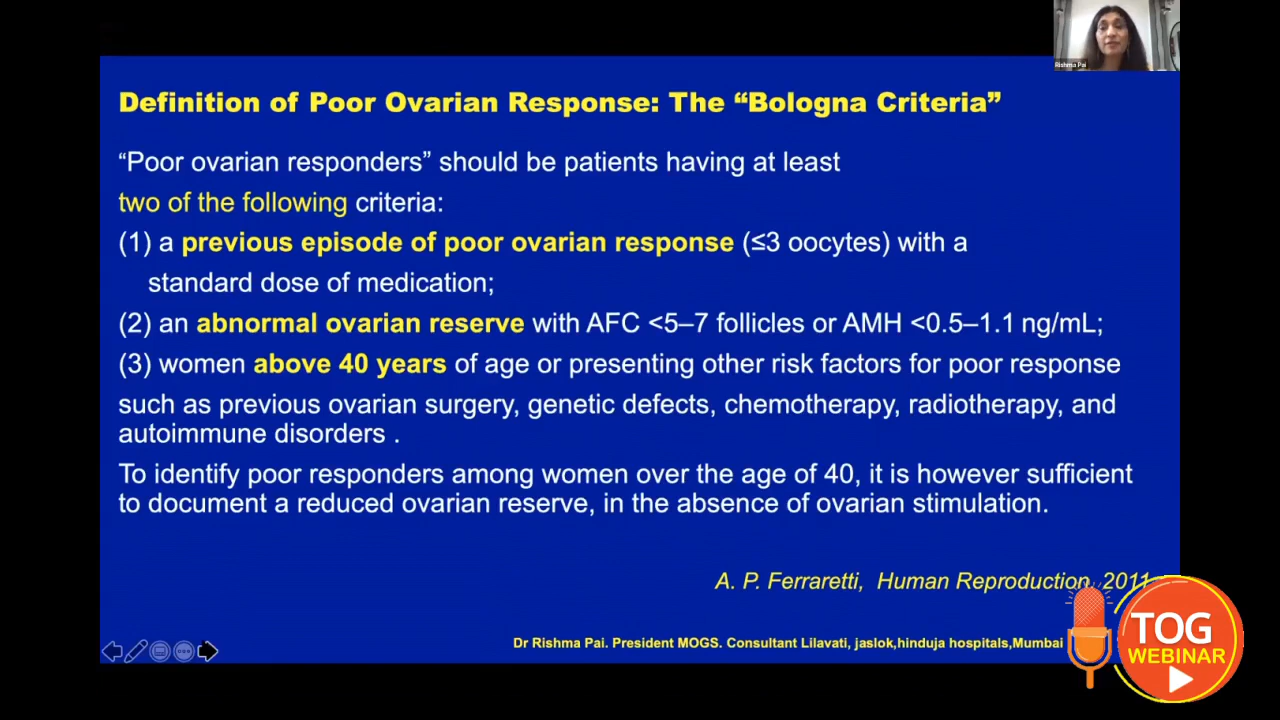 Rishma Pai
Definition of Poor Ovarian Response: The “Bologna Criteria”
“Poor ovarian responders” should be patients having at least
two of the following criteria:
(1) a previous episode of poor ovarian response (≤3 oocytes) with a
standard dose of medication;
(2) an abnormal ovarian reserve with AFC <5–7 follicles or AMH <0.5–1.1 ng/mL;
(3) women above 40 years of age or presenting other risk factors for poor response
such as previous ovarian surgery, genetic defects, chemotherapy, radiotherapy, and
autoimmune disorders .
To identify poor responders among women over the age of 40, it is however sufficient
to document a reduced ovarian reserve, in the absence of ovarian stimulation.
A. P. Ferraretti, Human Reproduction, 2011
Dr Rishma Pai. President MOGS. Consultant Lilavati, jaslok,hinduja hospitals,Mumbai
TOG
WEBINAR